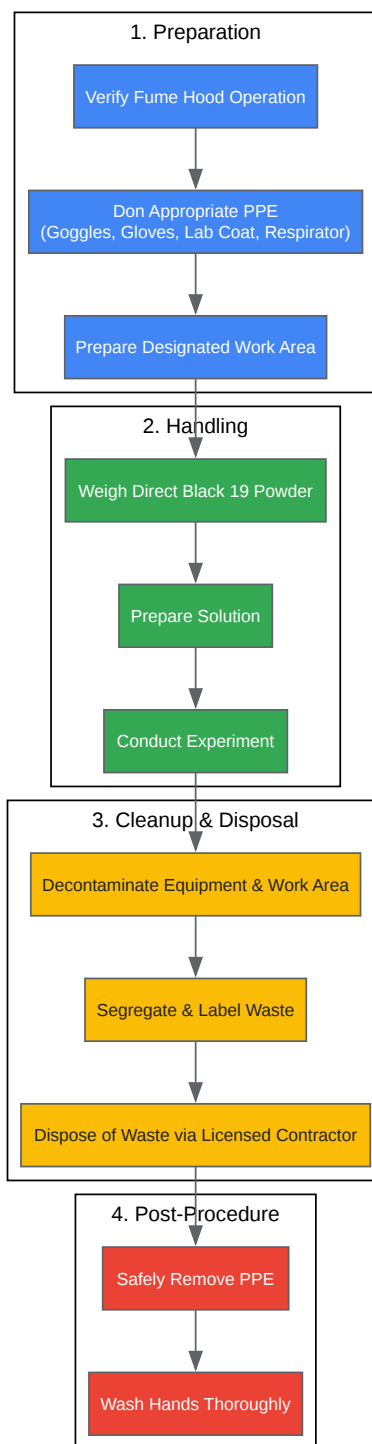 1. Preparation
Verify Fume Hood Operation
Don Appropriate PPE
(Goggles, Gloves, Lab Coat, Respirator)
Prepare Designated Work Area
2. Handling
Weigh Direct Black 19 Powder
Prepare Solution
Conduct Experiment
3. Cleanup & Disposal
Decontaminate Equipment & Work Area
Segregate & Label Waste
Dispose of Waste via Licensed Contractor
4. Post-Procedure
Safely Remove PPE
Wash Hands Thoroughly